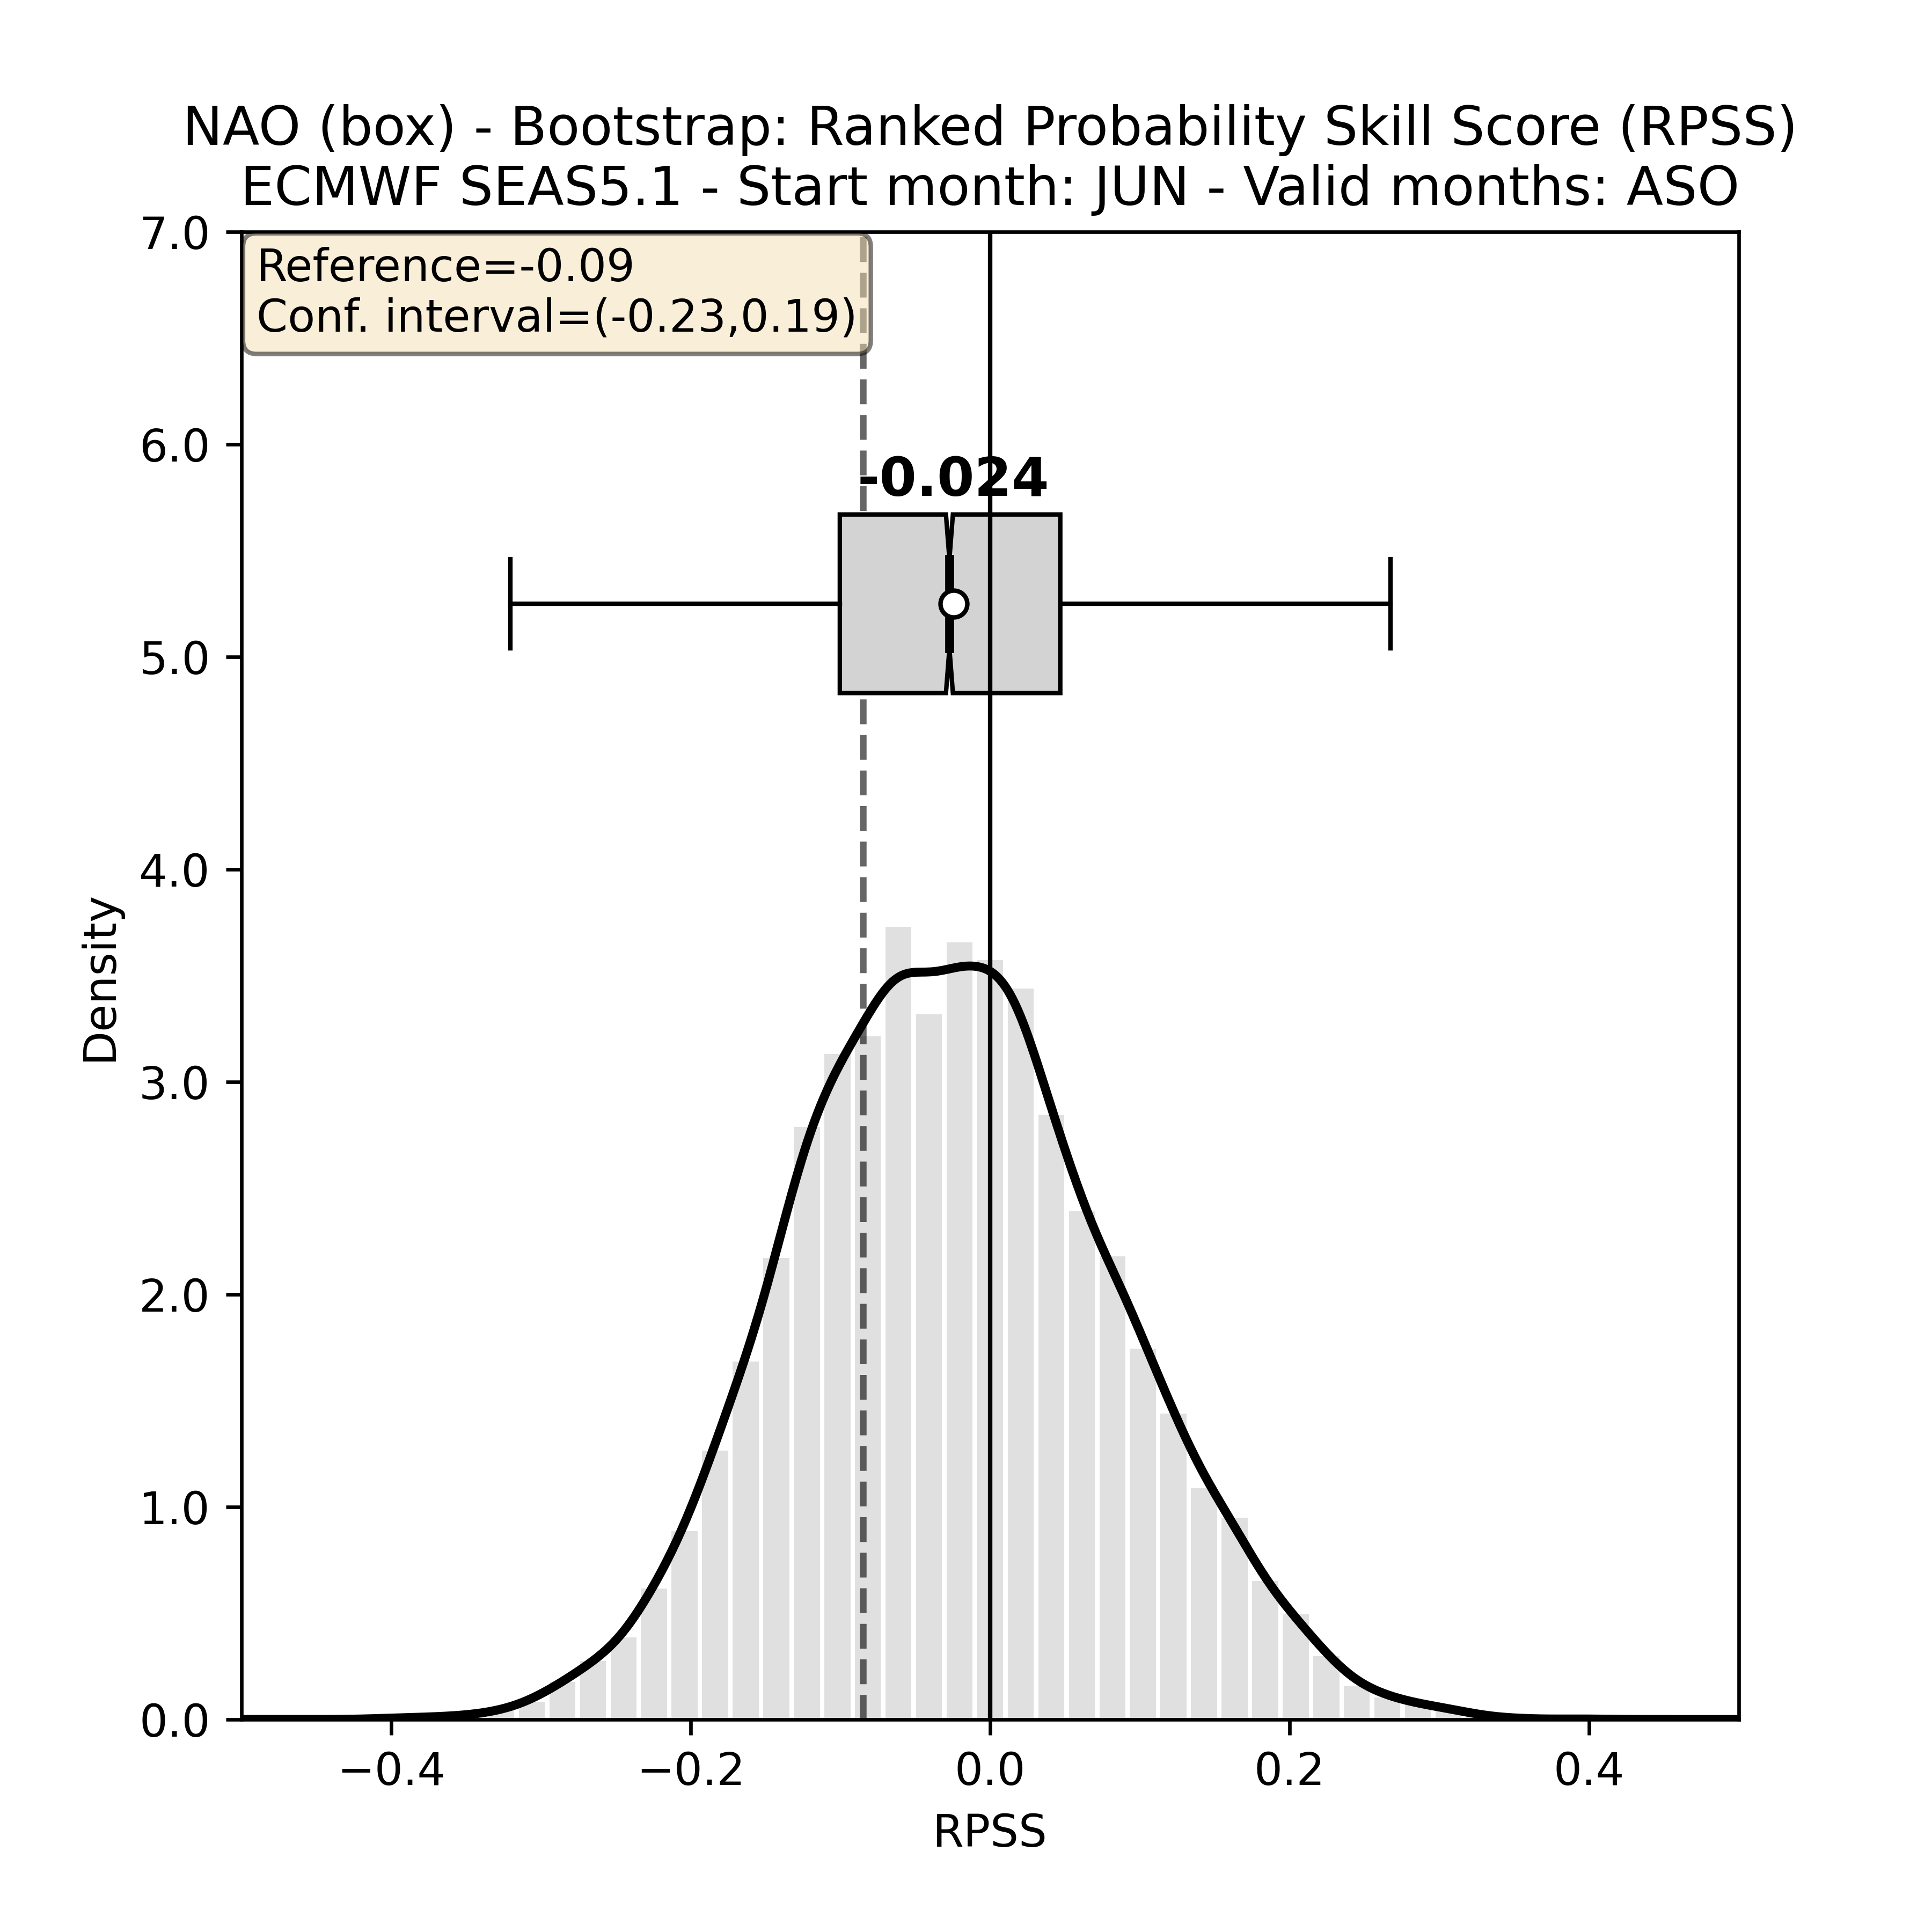 NAO (box) - Bootstrap: Ranked Probability Skill Score (RPSS)
ECMWF SEAS5.1 - Start month: JUN - Valid months: ASO
7.0
Reference=-0.09
Conf. interval=(-0.23,0.19)
6.0
-0.024
5.0
4.0
Density
3.0
2.0
1.0
0.0
−0.4 −0.2 0.0 0.2 0.4
RPSS